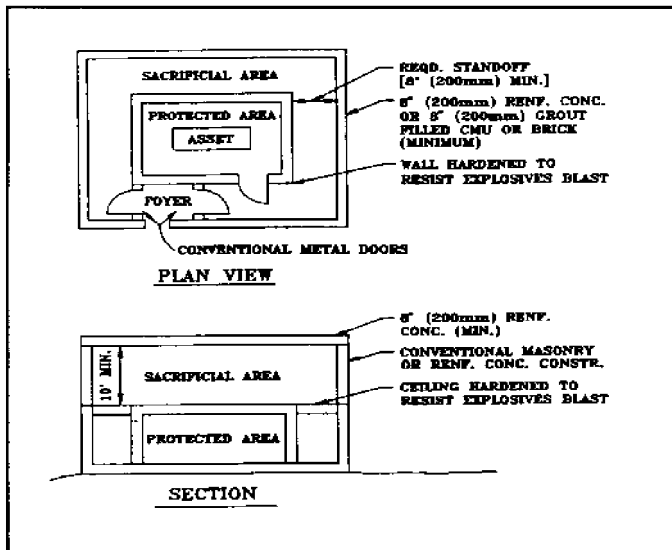 REQD. STANDOFF
[8" (200mm) MIN.]
SACRIFICIAL AREA
8" (200mm) RENF. CONC.
OR 8" (200mm) GROUT
FILLED CMU OR BRICK
(MINIMUM)
PROTECTED AREA
ASSET
WALL HARDENED TO
RESIST EXPLOSIVES BLAST
FOYER
CONVENTIONAL METAL DOORS
PLAN VIEW
8" (200mm) RENF.
CONC. (MIN.)
10' MIN.
SACRIFICIAL AREA
CONVENTIONAL MASONRY
OR RENF. CONC. CONSTR.
CEILING HARDENED TO
RESIST EXPLOSIVES BLAST
PROTECTED AREA
SECTION